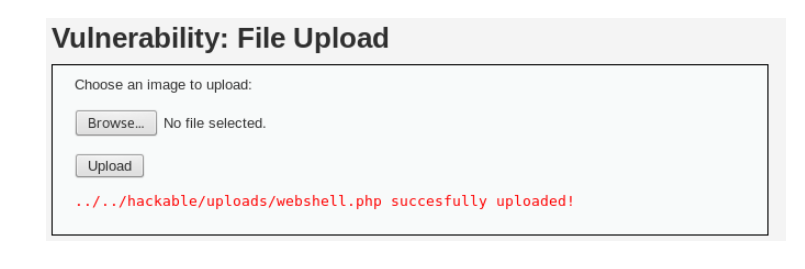 Vulnerability: File Upload
Choose an image to upload:
Browse... No file selected.
Upload
../../hackable/uploads/webshell.php succesfully uploaded!